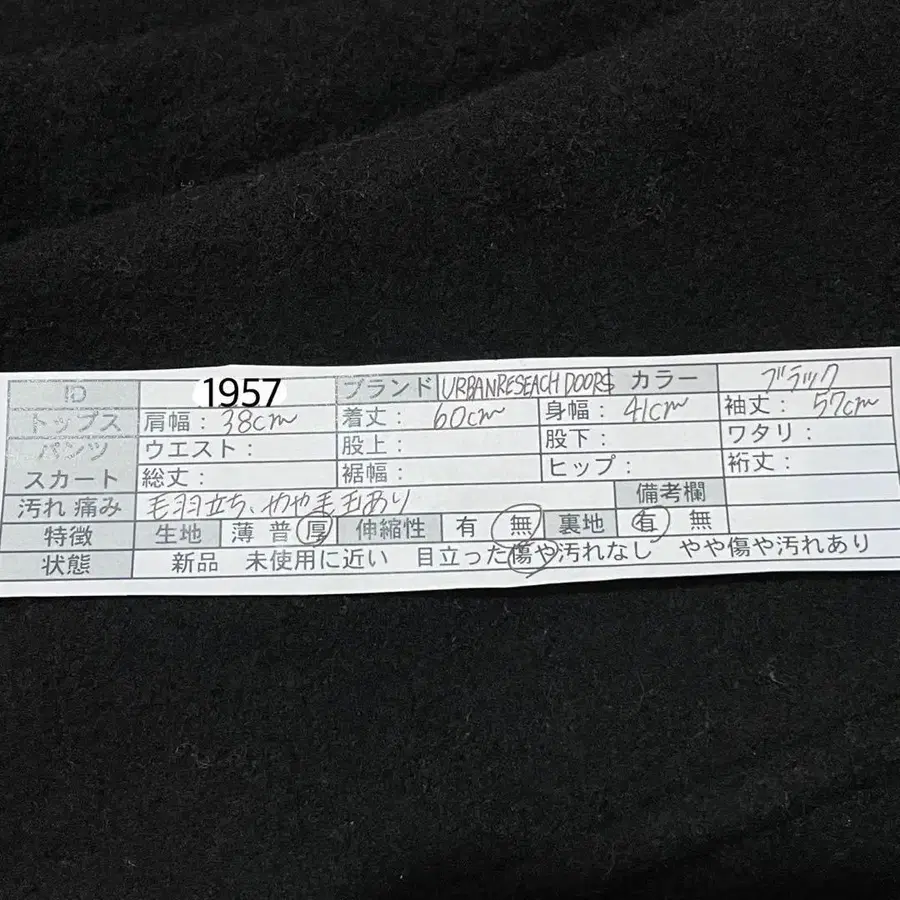 ID 1957 ブランド URBANRESEACH DOORS カラー ブラック
トップス 肩幅： 38cm 着丈： 60cm 身幅： 41cm 袖丈： 57cm
パンツ ウエスト： 股上： 股下： ワタリ：
スカート 総丈： 裾幅： ヒップ： 裄丈：
汚れ 痛み 毛羽立ち、やや毛玉あり 備考欄
特徴 生地 薄 普 厚 伸縮性 有 無 裏地 有 無
状態 新品 未使用に近い 目立った傷や汚れなし やや傷や汚れあり